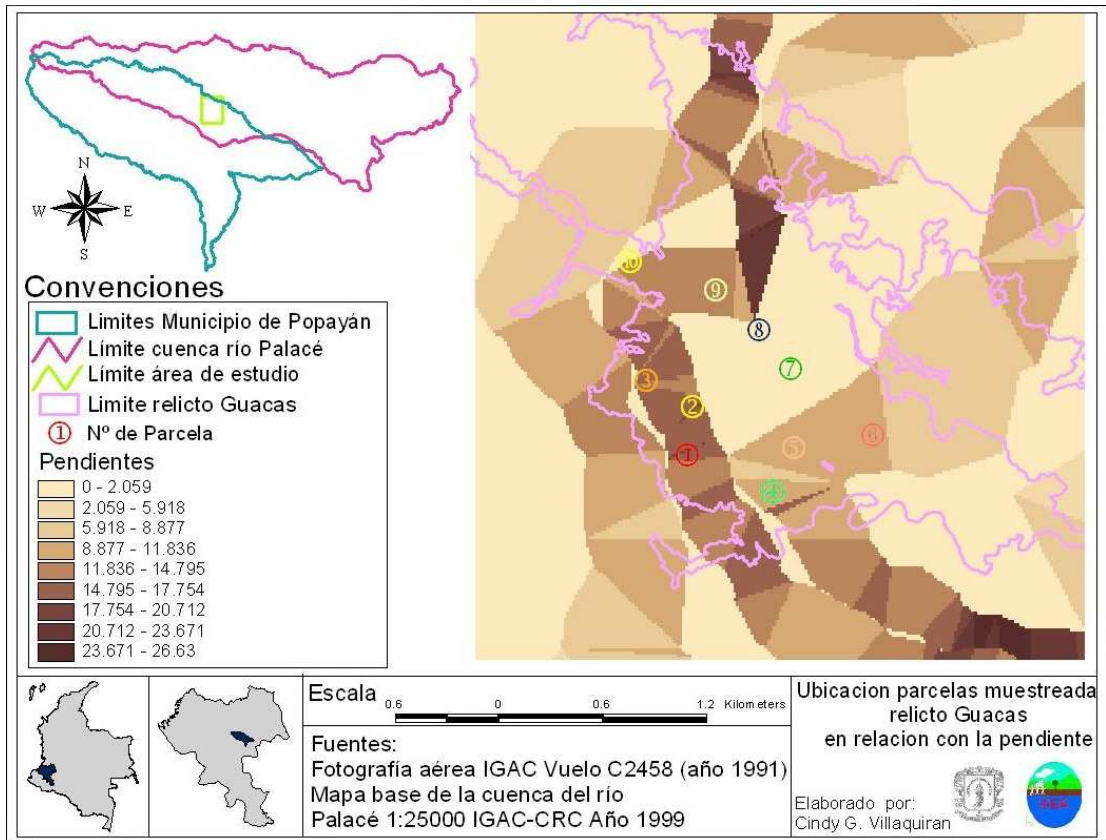 N
W
E
S
Convenciones
Limites Municipio de Popayán
Límite cuenca río Palacé
Límite área de estudio
Limite relicto Guacas
1 Nº de Parcela
Pendientes
0 - 2.059
2.059 - 5.918
5.918 - 8.877
8.877 - 11.836
11.836 - 14.795
14.795 - 17.754
17.754 - 20.712
20.712 - 23.671
23.671 - 26.63
10
9
8
7
3
2
6
5
1
4
Escala
0.6 0 0.6 1.2 Kilometers
Fuentes:
Fotografía aérea IGAC Vuelo C2458 (año 1991)
Mapa base de la cuenca del río
Palacé 1:25000 IGAC-CRC Año 1999
Ubicacion parcelas muestreada
relicto Guacas
en relacion con la pendiente
Elaborado por:
Cindy G. Villaquiran